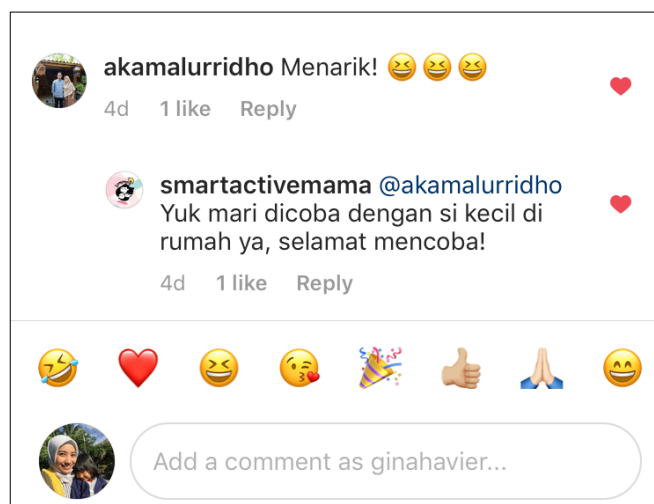 akamalurridho Menarik! 😆😆😆
4d 1 like Reply
smartactivemama @akamalurridho
Yuk mari dicoba dengan si kecil di
rumah ya, selamat mencoba!
4d 1 like Reply
Add a comment as ginahavier...